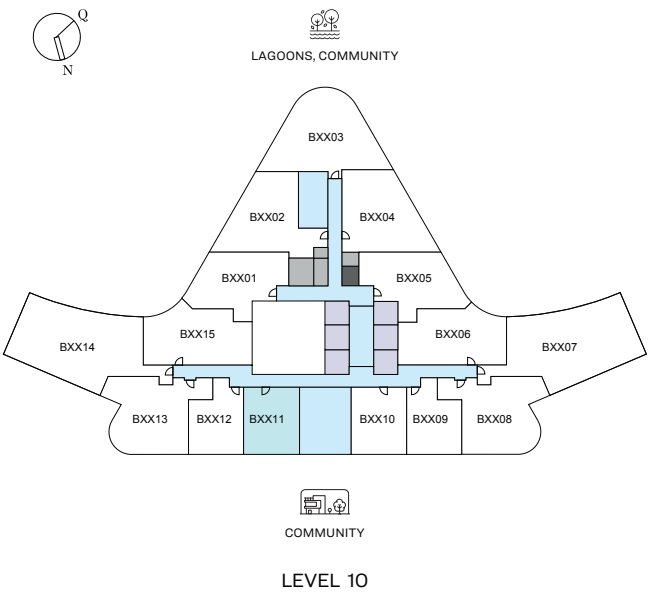 Q
N
LAGOONS, COMMUNITY
BXX03
BXX02
BXX04
BXX01
BXX05
BXX15
BXX06
BXX14
BXX07
BXX13
BXX12
BXX11
BXX10
BXX09
BXX08
COMMUNITY
LEVEL 10